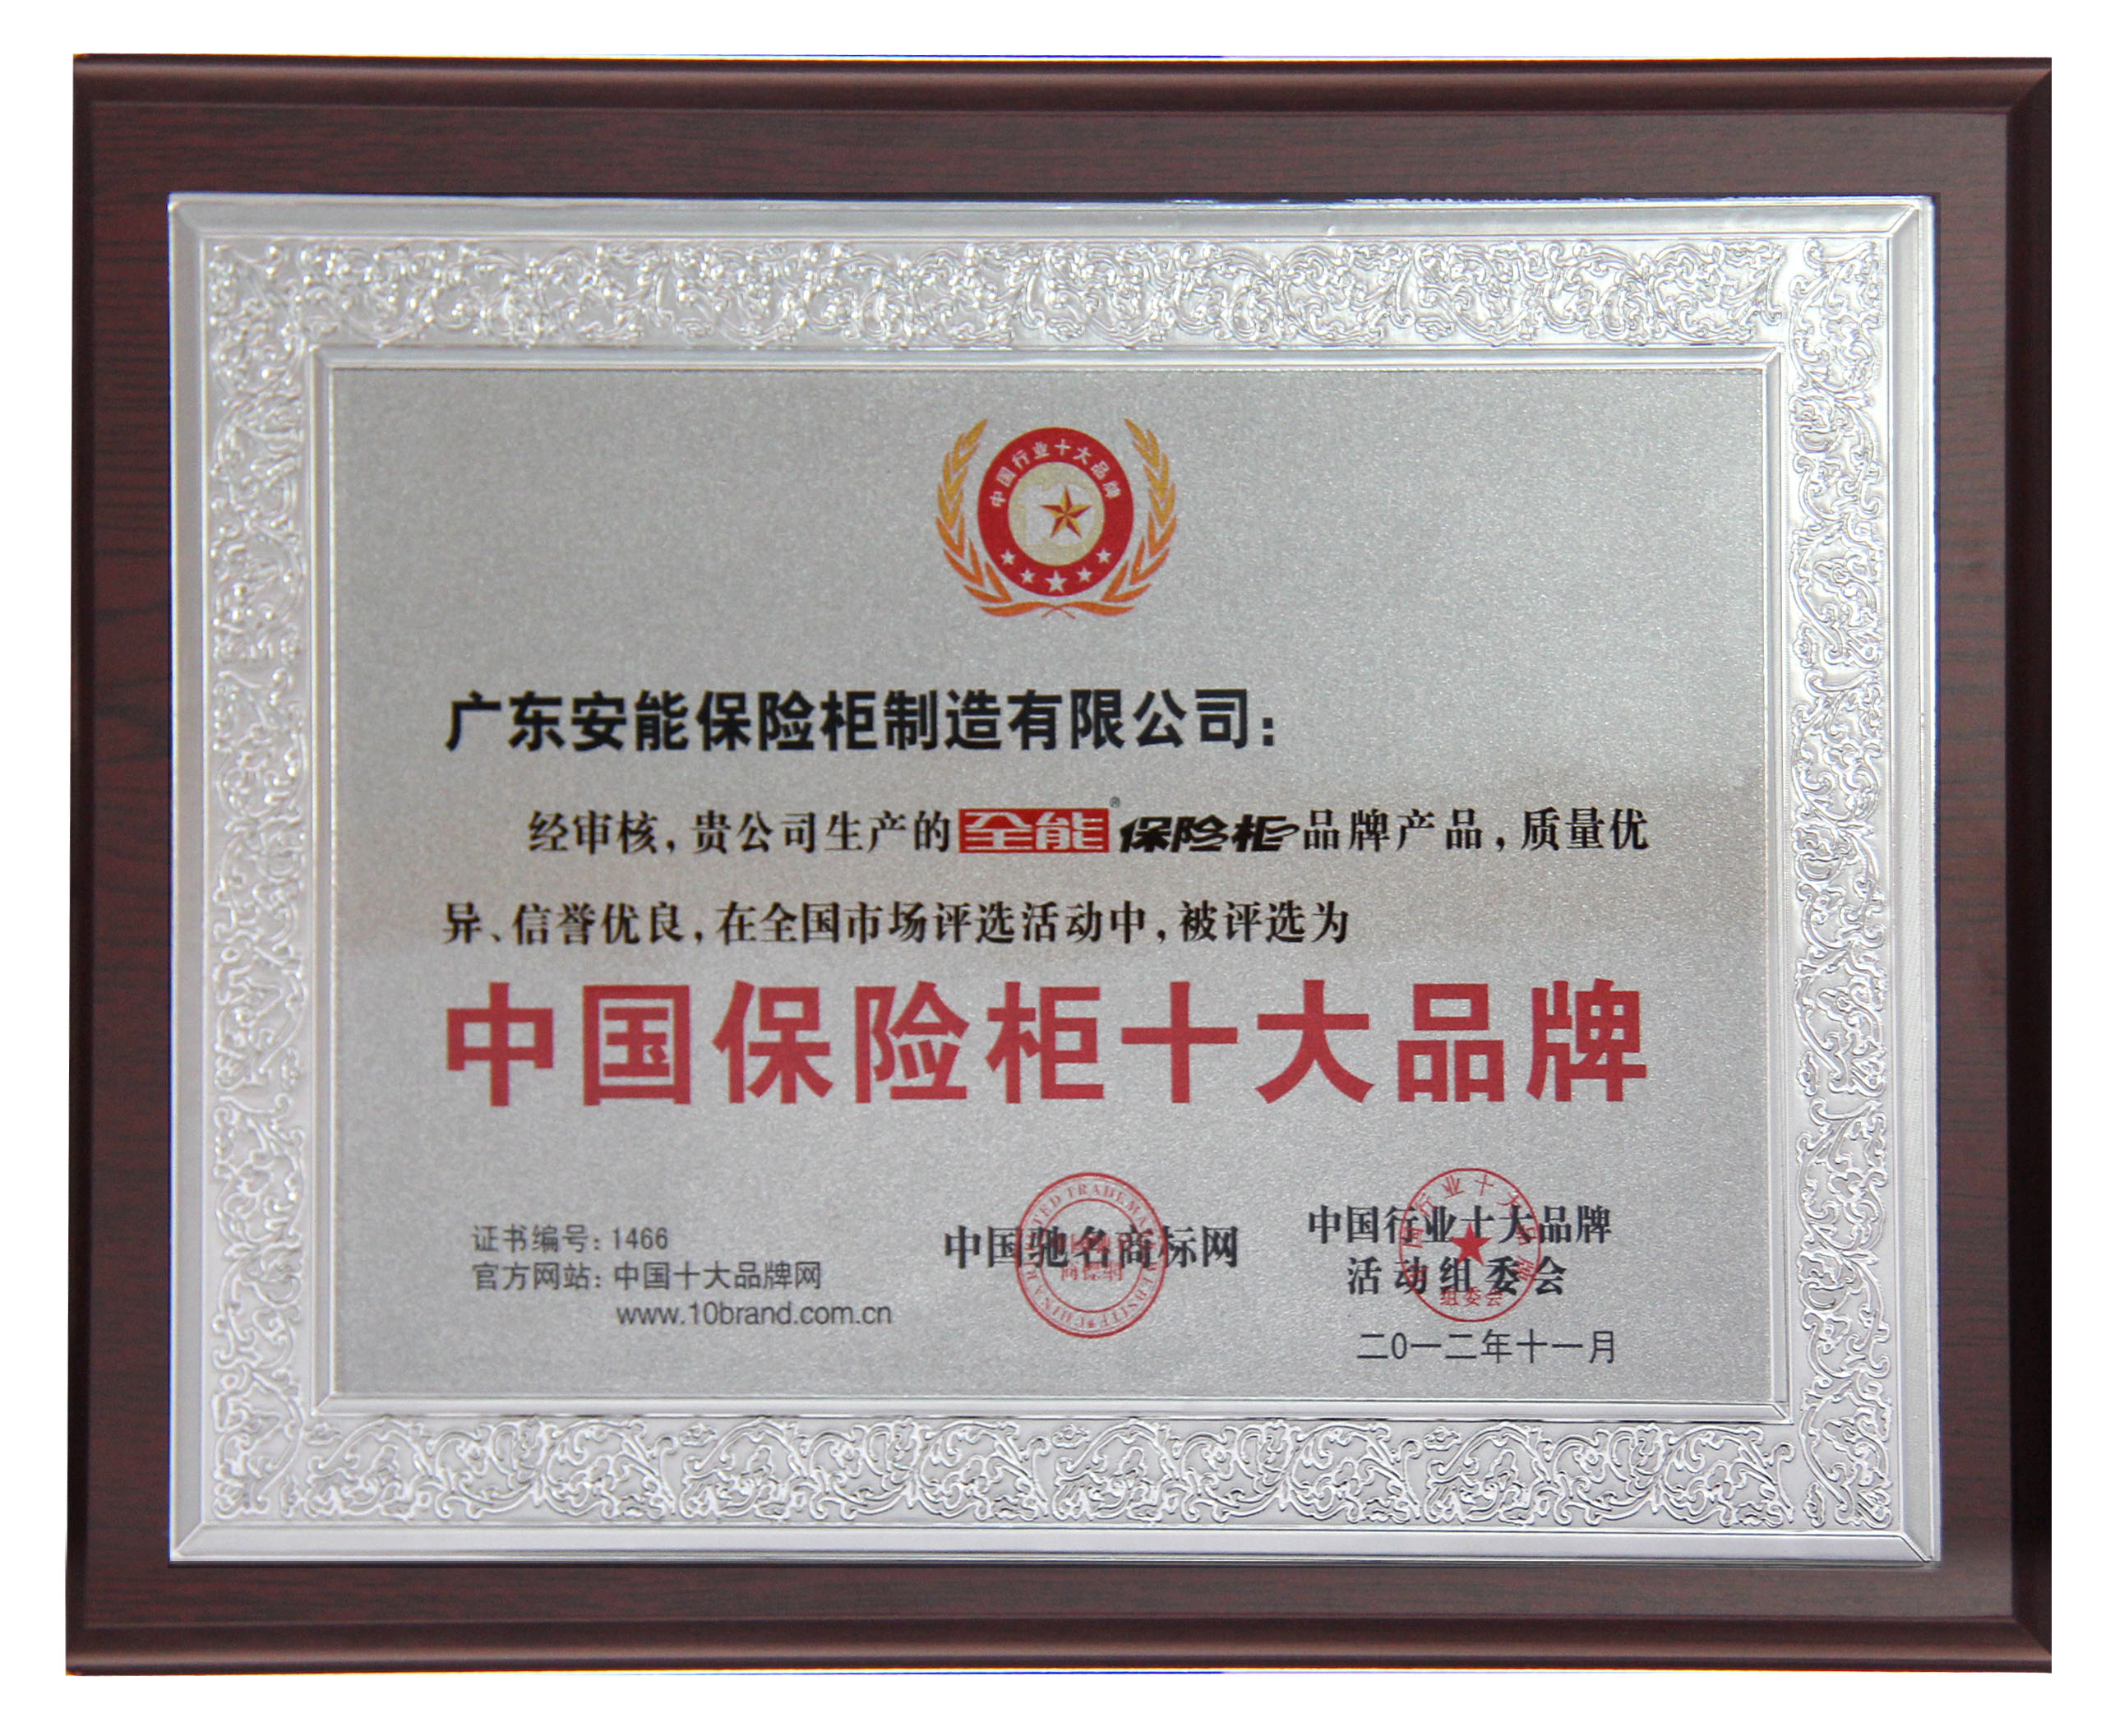 中国行业十大品牌
广东安能保险柜制造有限公司：
经审核，贵公司生产的全能®保险柜品牌产品，质量优
异、信誉优良，在全国市场评选活动中，被评选为
中国保险柜十大品牌
证书编号：1466
官方网站：中国十大品牌网
www.10brand.com.cn
中国驰名商标网
中国行业十大品牌
活动组委会
组委会
二0一二年十一月